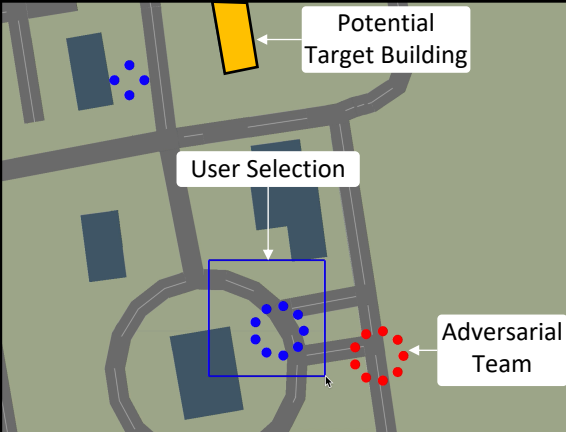 Potential
Target Building
User Selection
Adversarial
Team